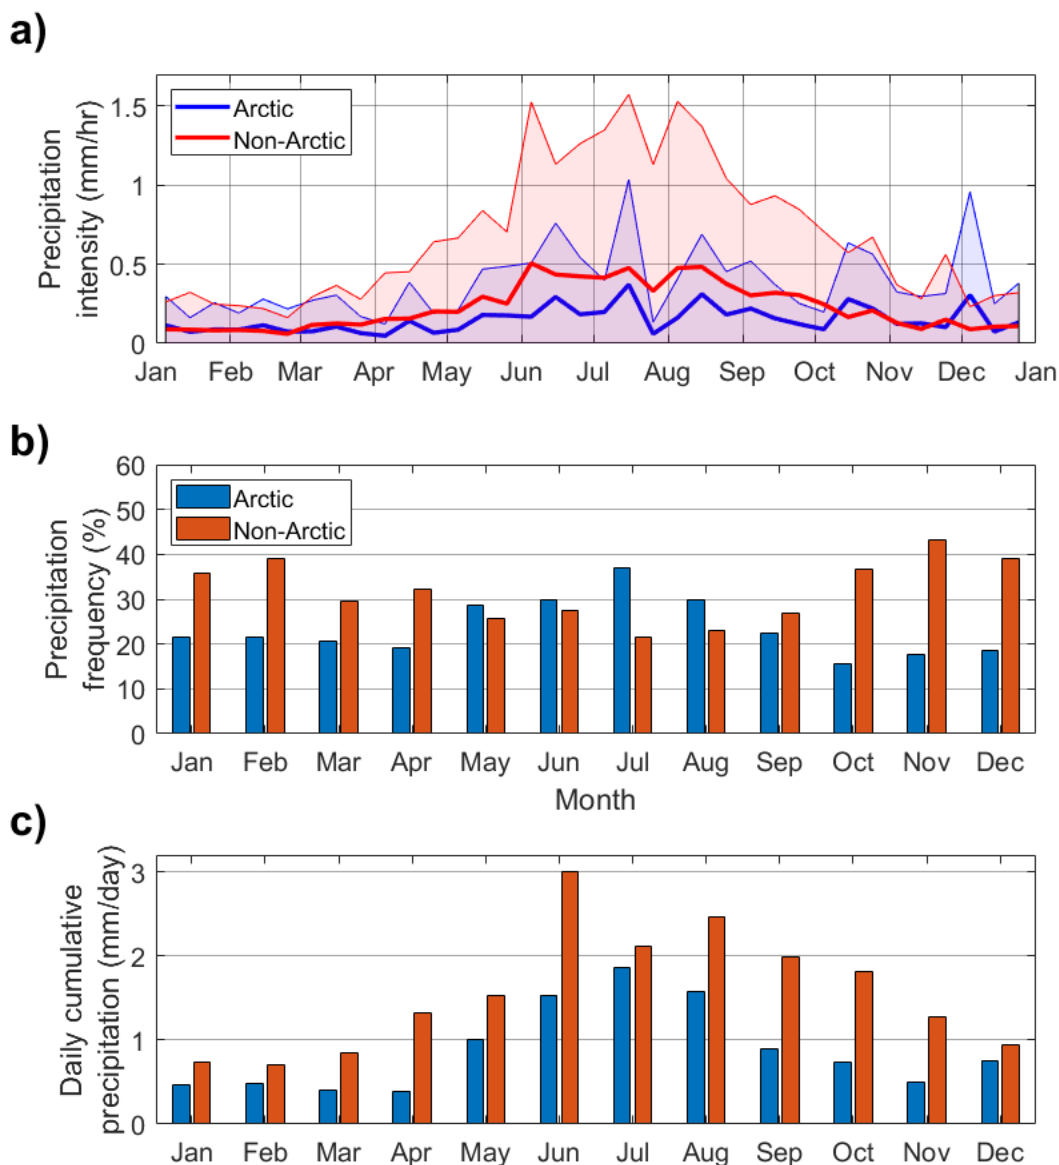 a)
Precipitation
intensity (mm/hr)
1.5
1
0.5
0
Arctic
Non-Arctic
Jan Feb Mar Apr May Jun Jul Aug Sep Oct Nov Dec Jan
b)
Precipitation
frequency (%)
60
50
40
30
20
10
0
Arctic
Non-Arctic
Jan Feb Mar Apr May Jun Jul Aug Sep Oct Nov Dec
Month
c)
Daily cumulative
precipitation (mm/day)
3
2
1
0
Jan Feb Mar Apr May Jun Jul Aug Sep Oct Nov Dec